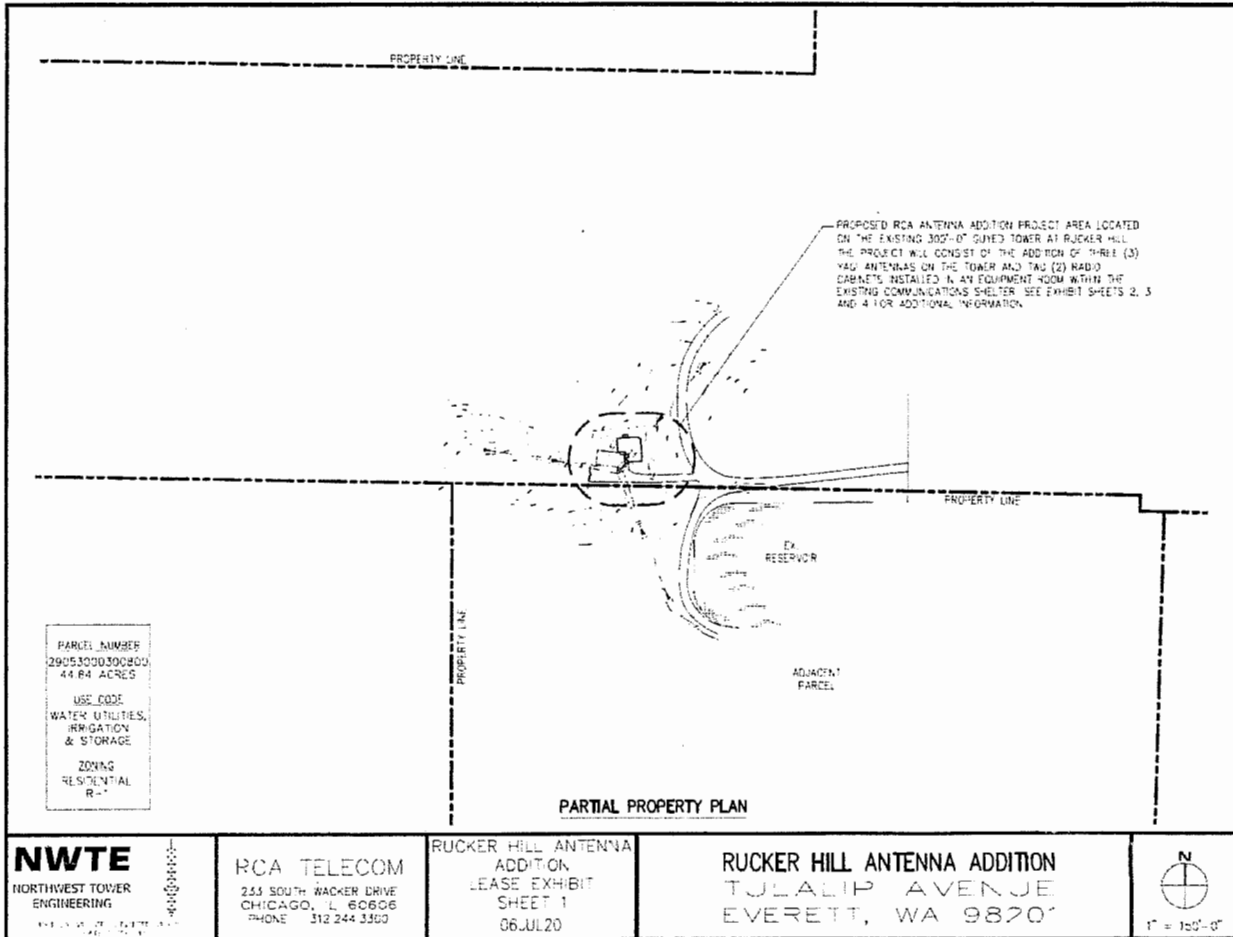 PROPERTY LINE
PROPOSED RCA ANTENNA ADDITION PROJECT AREA LOCATED
ON THE EXISTING 300'-0" GUYED TOWER AT RUCKER HILL.
THE PROJECT WILL CONSIST OF THE ADDITION OF THREE (3)
YAGI ANTENNAS ON THE TOWER AND TWO (2) RADIO
CABINETS INSTALLED IN AN EQUIPMENT ROOM WITHIN THE
EXISTING COMMUNICATIONS SHELTER. SEE EXHIBIT SHEETS 2, 3
AND 4 FOR ADDITIONAL INFORMATION
PROPERTY LINE
EX
RESERVOIR
PROPERTY LINE
ADJACENT
PARCEL
PARCEL NUMBER
29053000300800
44.84 ACRES
USE CODE
WATER UTILITIES,
IRRIGATION
& STORAGE
ZONING
RESIDENTIAL
PARTIAL PROPERTY PLAN
NWTE
NORTHWEST TOWER
ENGINEERING
RCA TELECOM
233 SOUTH WACKER DRIVE
CHICAGO, IL 60606
PHONE 312 244 3300
RUCKER HILL ANTENNA
ADDITION
LEASE EXHIBIT
SHEET 1
06JUL20
RUCKER HILL ANTENNA ADDITION
TULALIP AVENUE
EVERETT, WA 98201
N
1" = 150'-0"